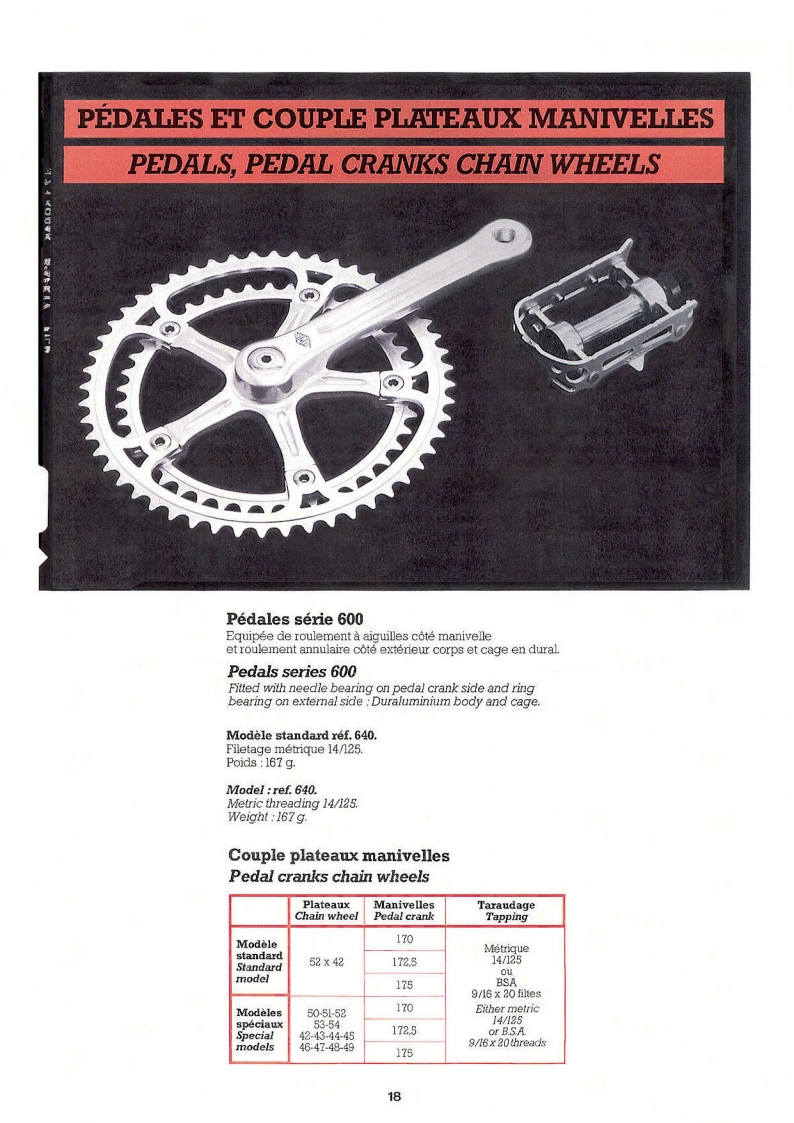 PÉDALES ET COUPLE PLATEAUX MANIVELLES
PEDALS, PEDAL CRANKS CHAIN WHEELS
Pédales série 600
Equipée de roulement à aiguilles côté manivelle
et roulement annulaire côté extérieur corps et cage en dural.
Pedals series 600
Fitted with needle bearing on pedal crank side and ring
bearing on external side : Duraluminium body and cage.
Modèle standard réf. 640.
Filetage métrique 14/125.
Poids : 167 g.
Model : ref. 640.
Metric threading 14/125.
Weight : 167 g.
Couple plateaux manivelles
Pedal cranks chain wheels
Plateaux
Chain wheel
Manivelles
Pedal crank
Taraudage
Tapping
Modèle
standard
Standard
model
52 x 42
170
172,5
175
Métrique
14/125
ou
BSA
9/16 x 20 filtes
Modèles
spéciaux
Special
models
50-51-52
53-54
42-43-44-45
46-47-48-49
170
172,5
175
Either metric
14/125
or B.S.A.
9/16 x 20 threads
18